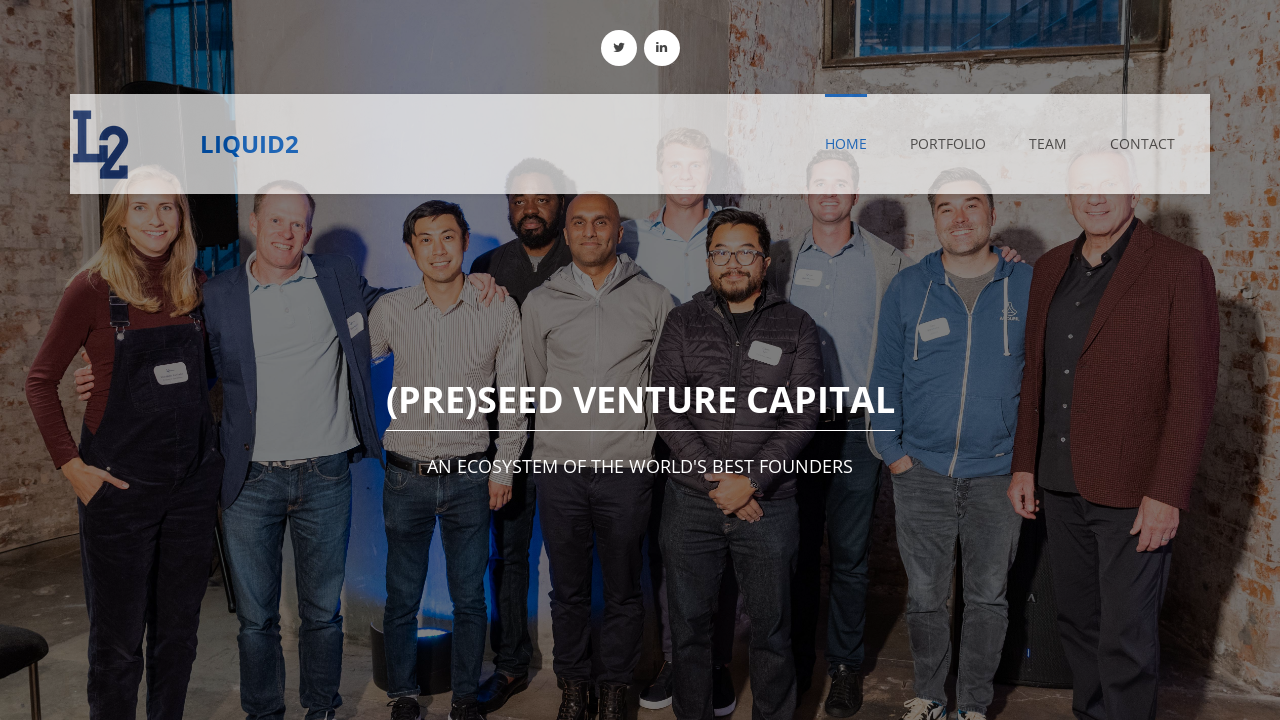 L2
LIQUID2
HOME
PORTFOLIO
TEAM
CONTACT
(PRE)SEED VENTURE CAPITAL
AN ECOSYSTEM OF THE WORLD'S BEST FOUNDERS